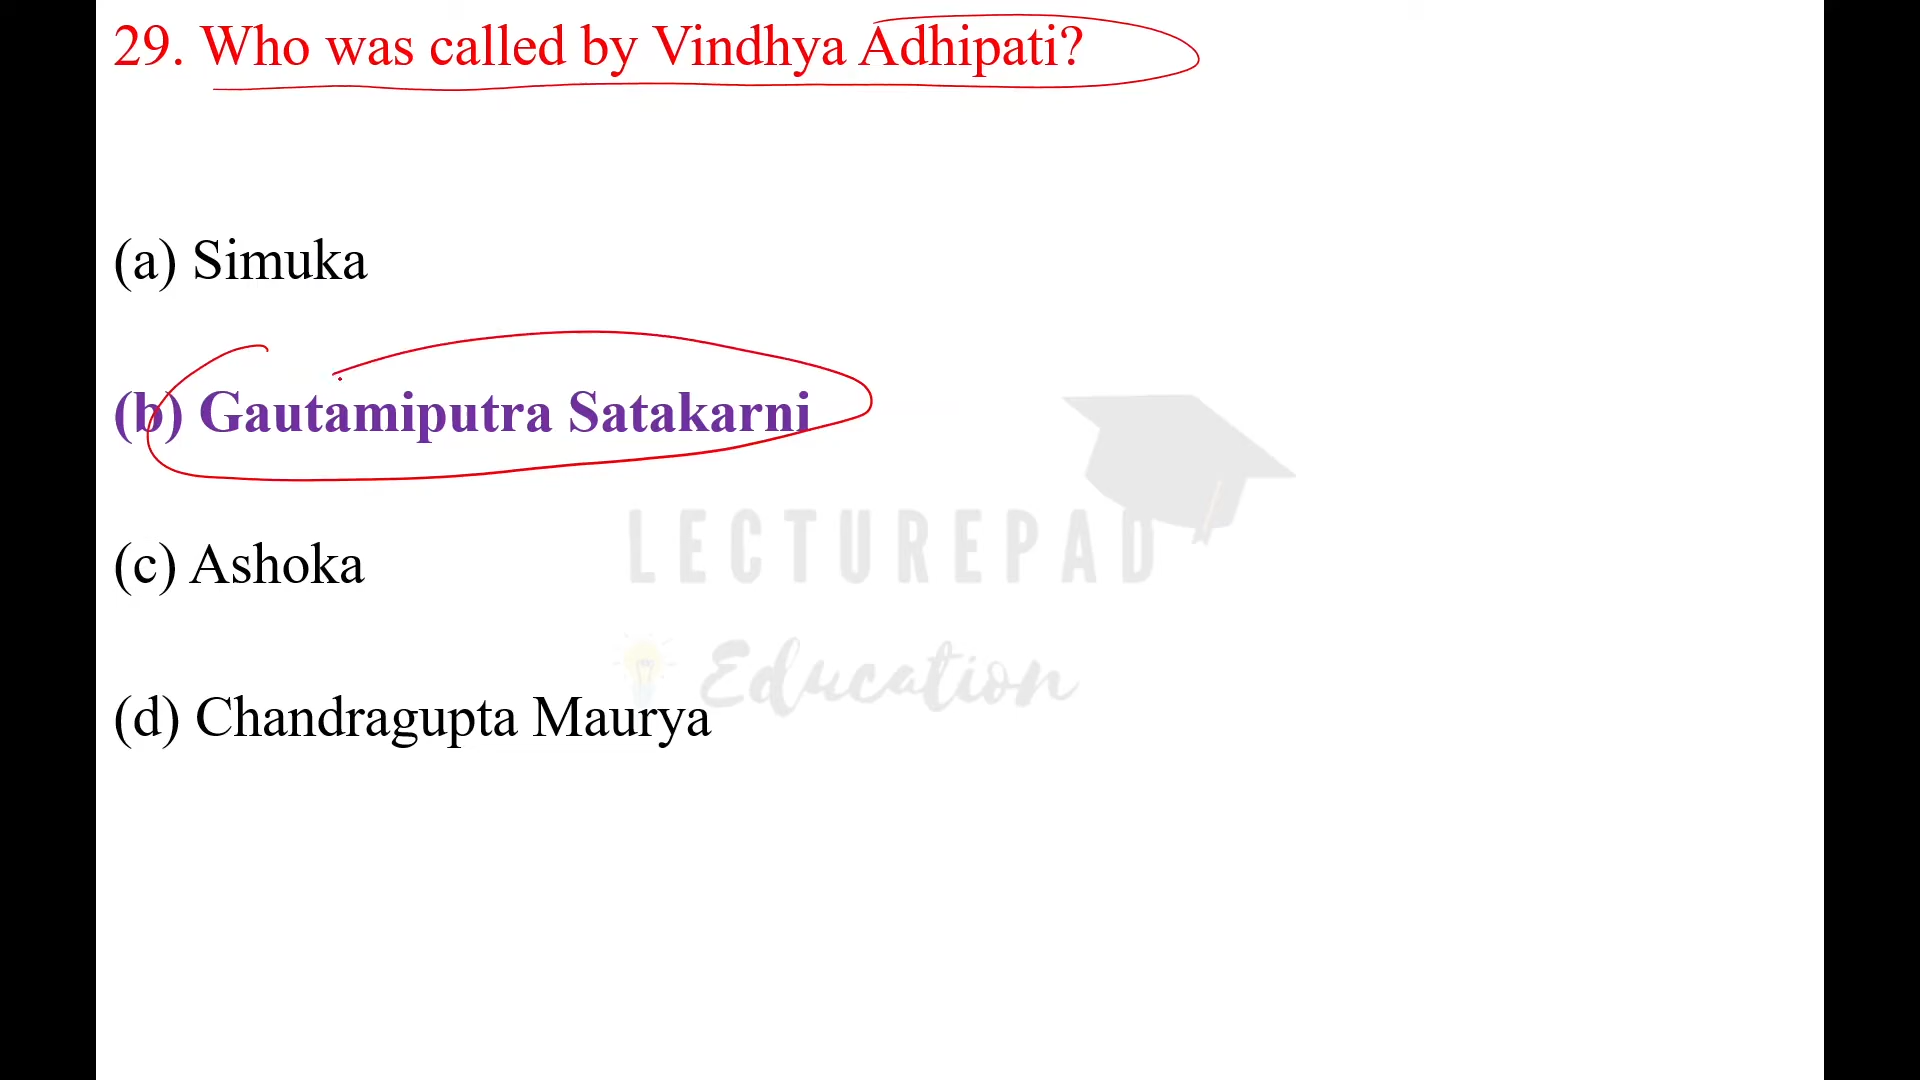 29. Who was called by Vindhya Adhipati?
(a) Simuka
(b) Gautamiputra Satakarni
LECTUREPAD
(c) Ashoka
Education
(d) Chandragupta Maurya